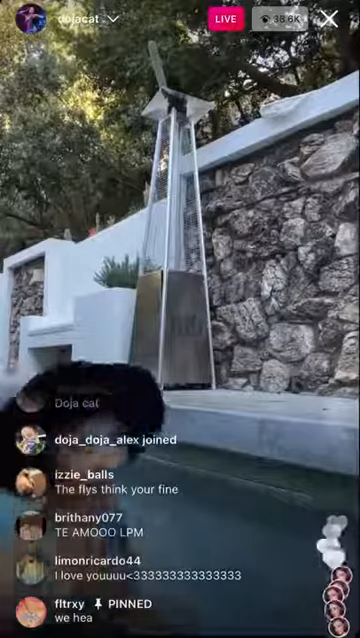 dojacat
LIVE
38.6K
Doja cat
doja_doja_alex joined
izzie_balls
The flys think your fine
brithany077
TE AMOOO LPM
limonricardo44
I love youuuu<3333333333333333
fltrxy PINNED
we hea